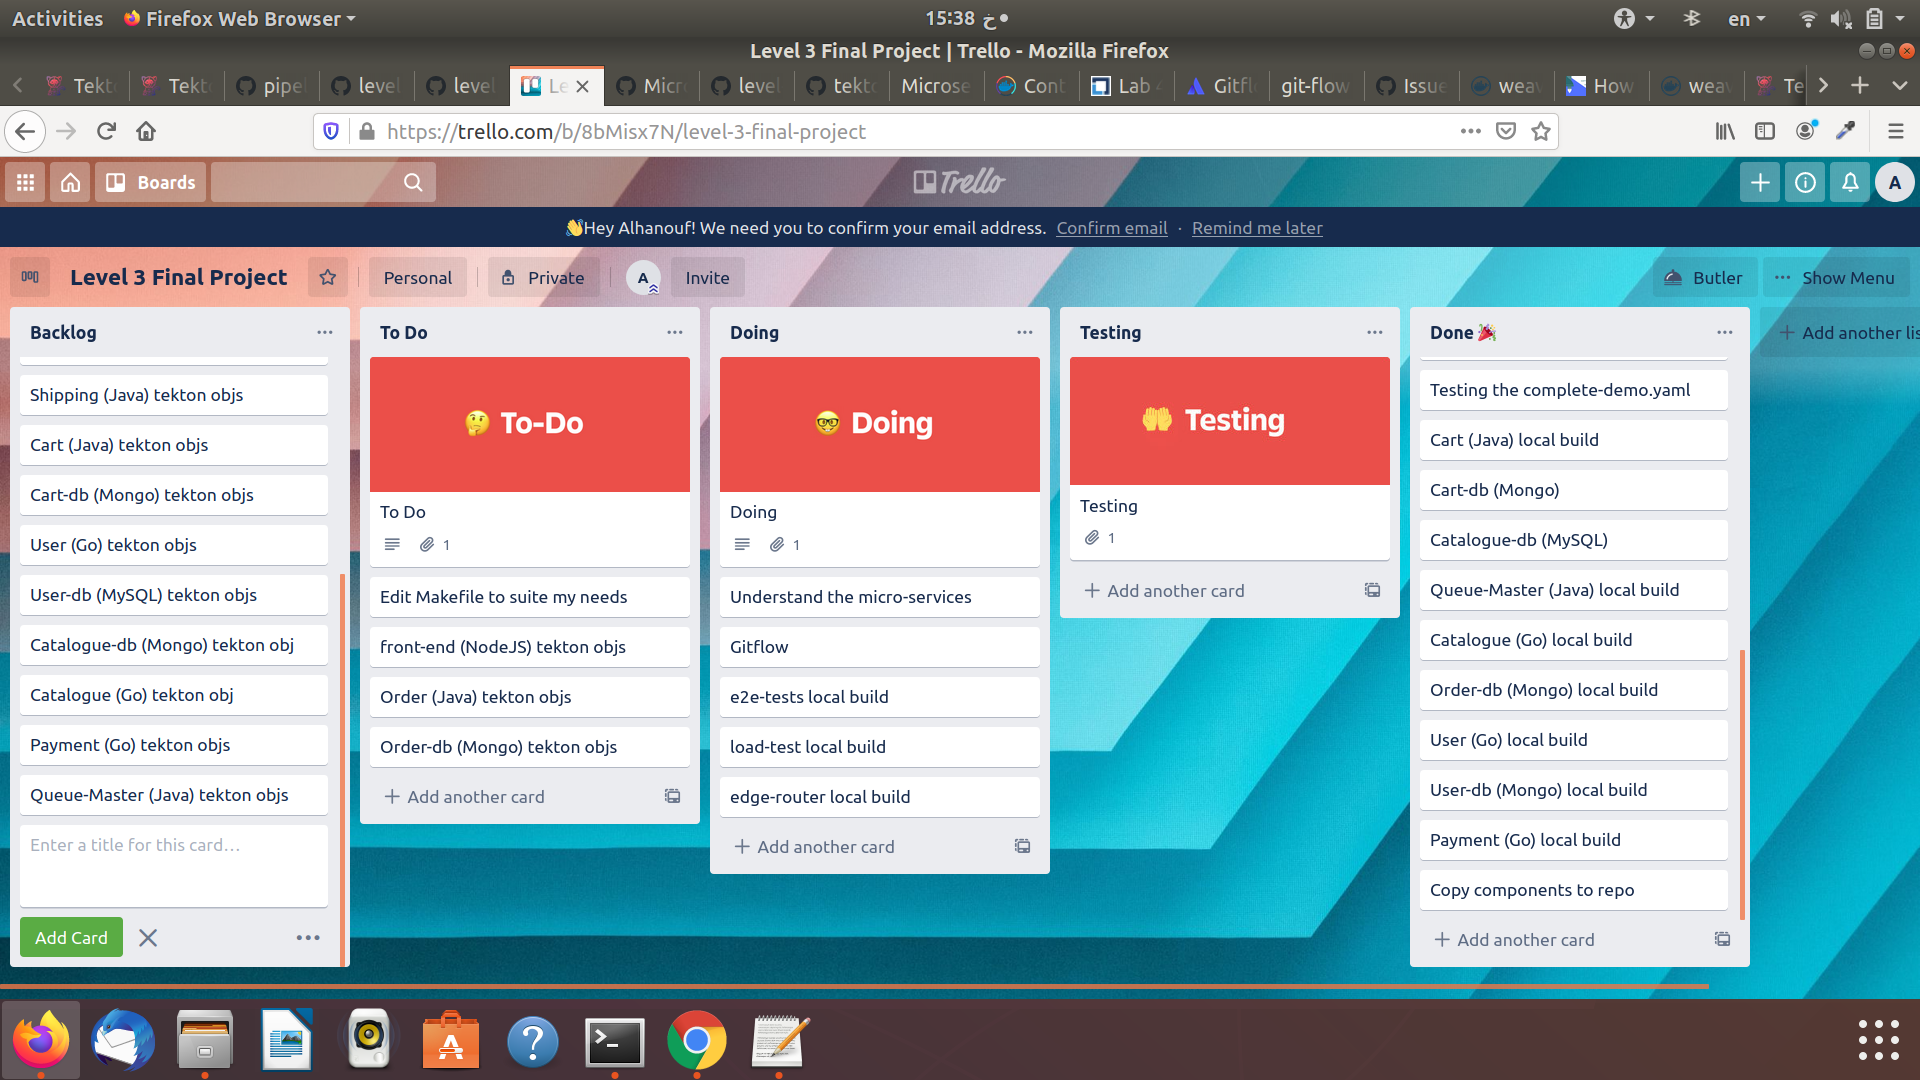 Activities Firefox Web Browser 15:38 خ en
Level 3 Final Project | Trello - Mozilla Firefox
Tekt Tekt pipe level level Le Micr level tekt Microse Cont Lab Gitfl git-flow Issue weav How weav Te
https://trello.com/b/8bMisx7N/level-3-final-project
Boards Trello A
👋Hey Alhanouf! We need you to confirm your email address. Confirm email · Remind me later
Level 3 Final Project Personal Private A Invite Butler Show Menu
Backlog
Shipping (Java) tekton objs
Cart (Java) tekton objs
Cart-db (Mongo) tekton objs
User (Go) tekton objs
User-db (MySQL) tekton objs
Catalogue-db (Mongo) tekton obj
Catalogue (Go) tekton obj
Payment (Go) tekton objs
Queue-Master (Java) tekton objs
Enter a title for this card…
Add Card
To Do
🤔 To-Do
To Do
1
Edit Makefile to suite my needs
front-end (NodeJS) tekton objs
Order (Java) tekton objs
Order-db (Mongo) tekton objs
+ Add another card
Doing
🤓 Doing
Doing
1
Understand the micro-services
Gitflow
e2e-tests local build
load-test local build
edge-router local build
+ Add another card
Testing
🤲 Testing
Testing
1
+ Add another card
Done 🎉
Testing the complete-demo.yaml
Cart (Java) local build
Cart-db (Mongo)
Catalogue-db (MySQL)
Queue-Master (Java) local build
Catalogue (Go) local build
Order-db (Mongo) local build
User (Go) local build
User-db (Mongo) local build
Payment (Go) local build
Copy components to repo
+ Add another card
+ Add another lis